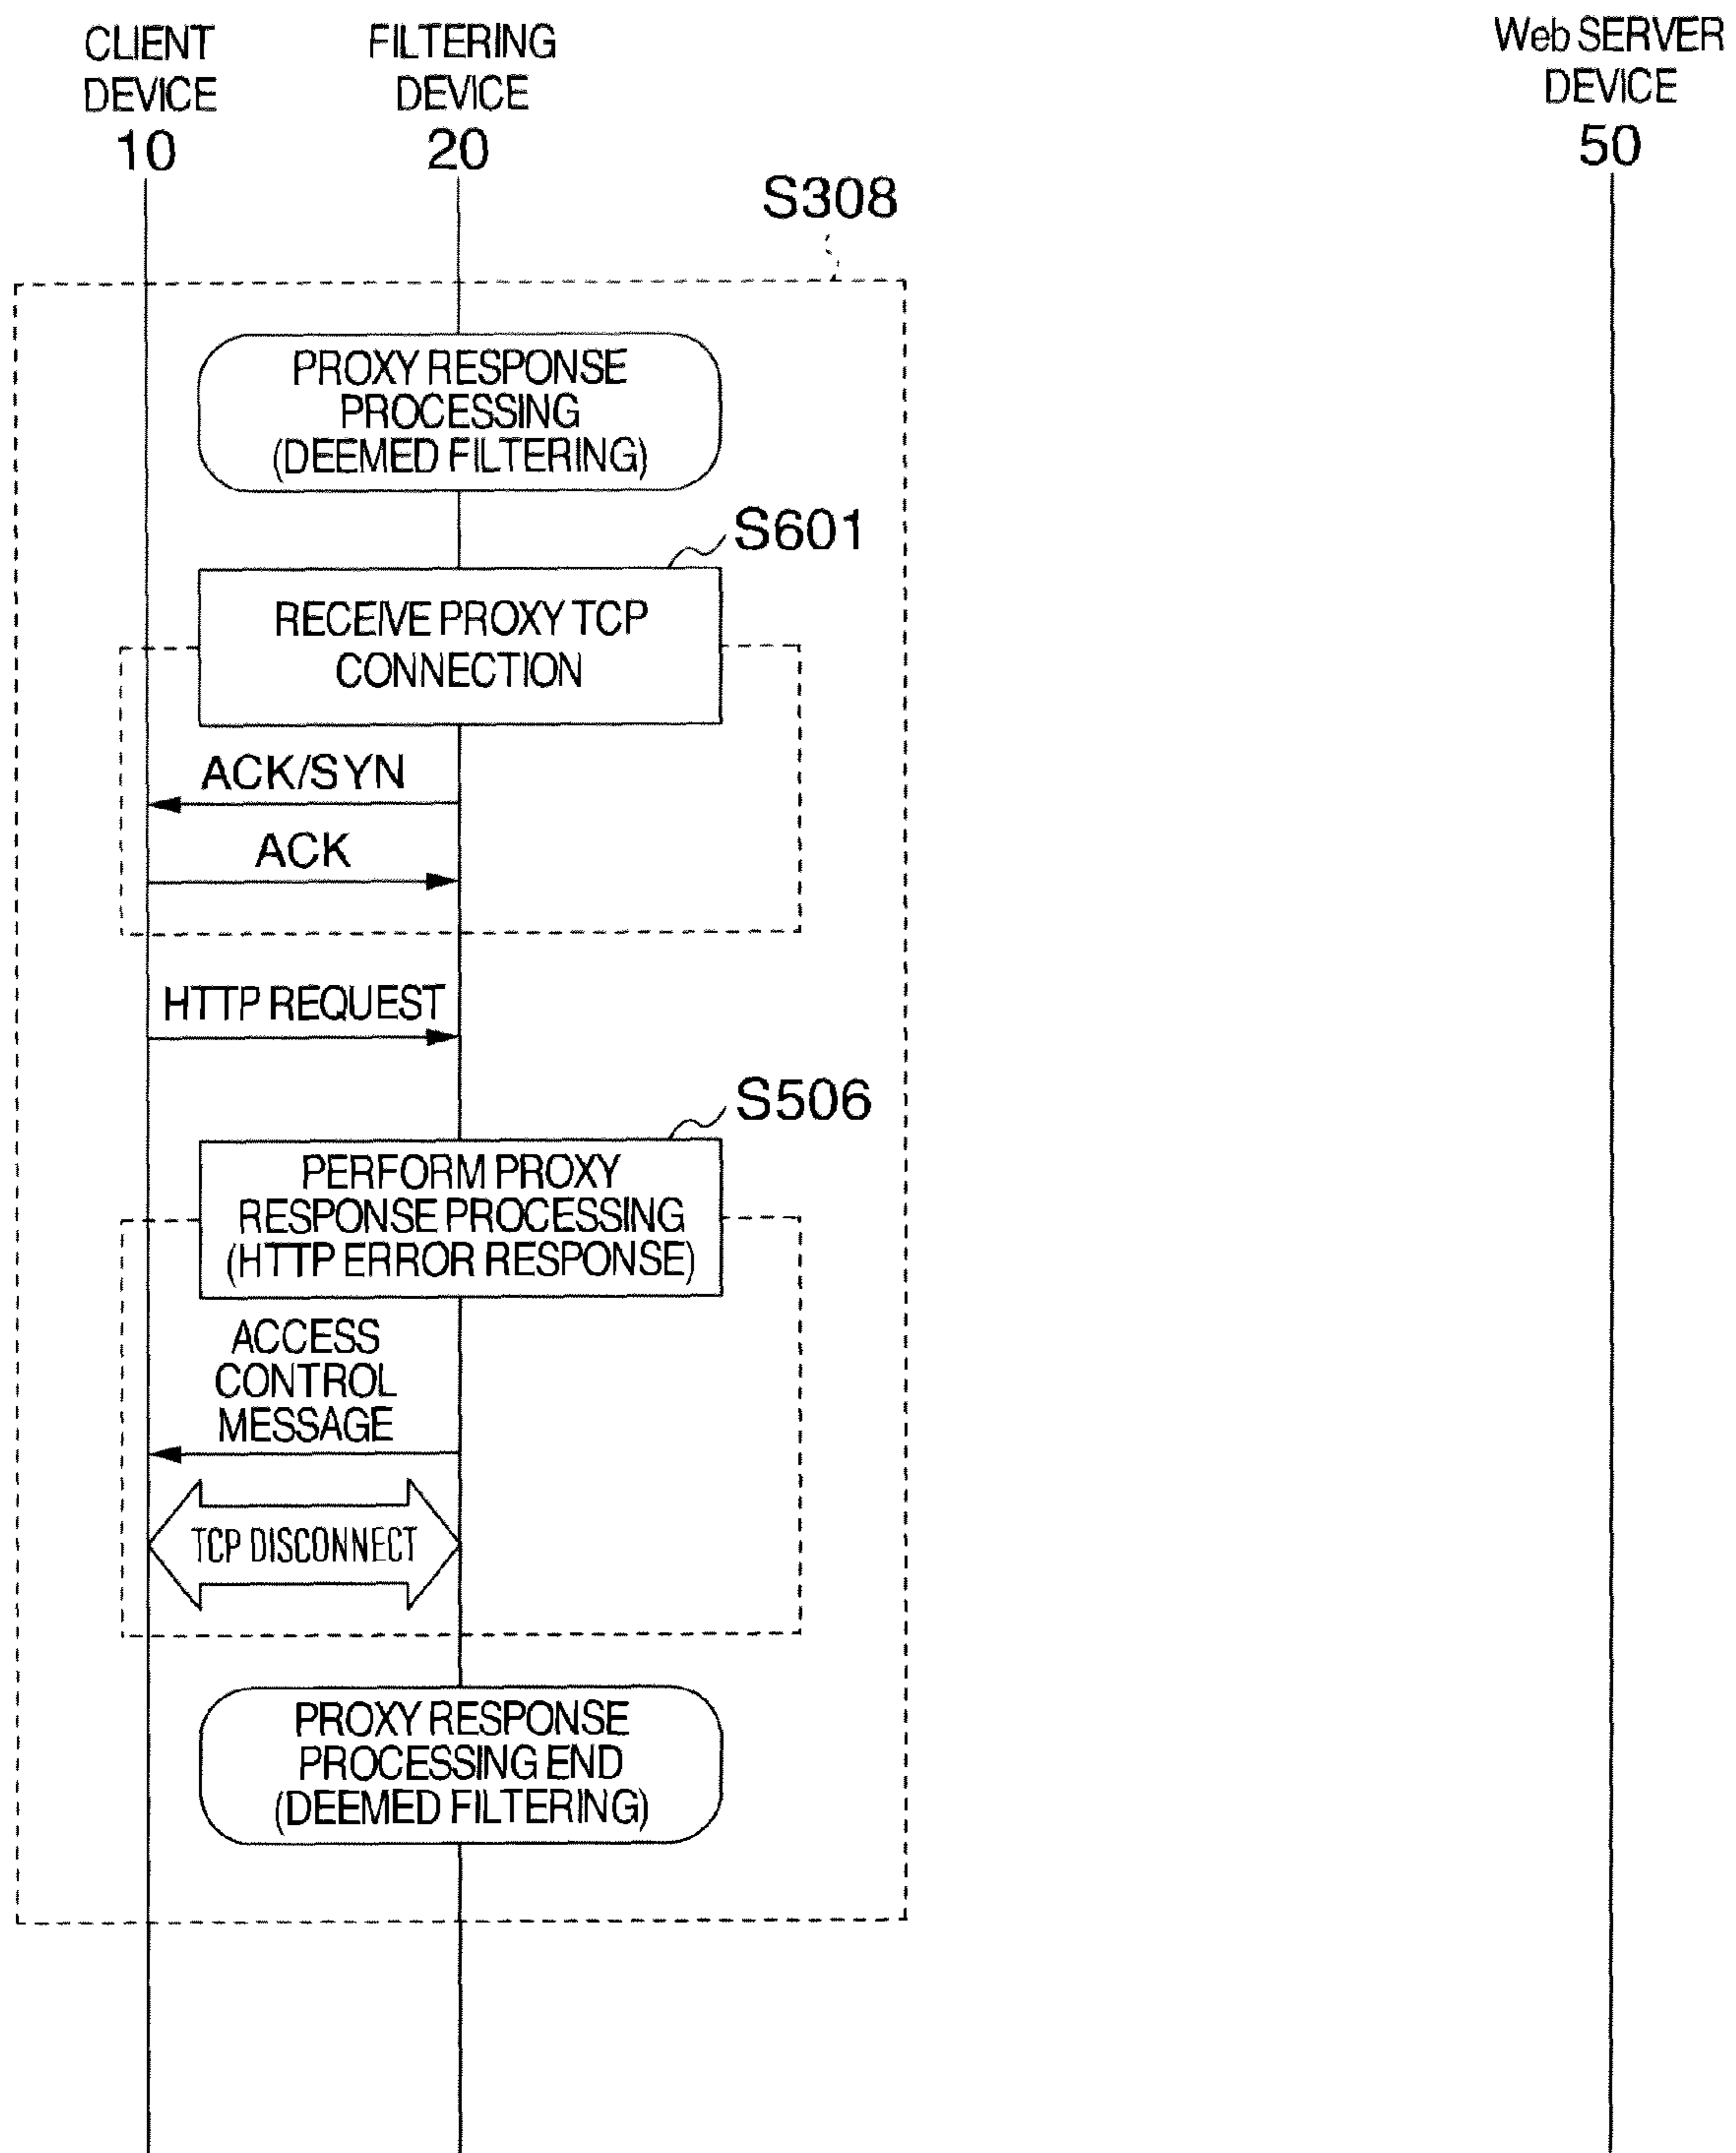 CLIENT
DEVICE
10
FILTERING
DEVICE
20
Web SERVER
DEVICE
50
S308
PROXY RESPONSE
PROCESSING
(DEEMED FILTERING)
S601
RECEIVE PROXY TCP
CONNECTION
ACK/SYN
ACK
HTTP REQUEST
S506
PERFORM PROXY
RESPONSE PROCESSING
(HTTP ERROR RESPONSE)
ACCESS
CONTROL
MESSAGE
TCP DISCONNECT
PROXY RESPONSE
PROCESSING END
(DEEMED FILTERING)